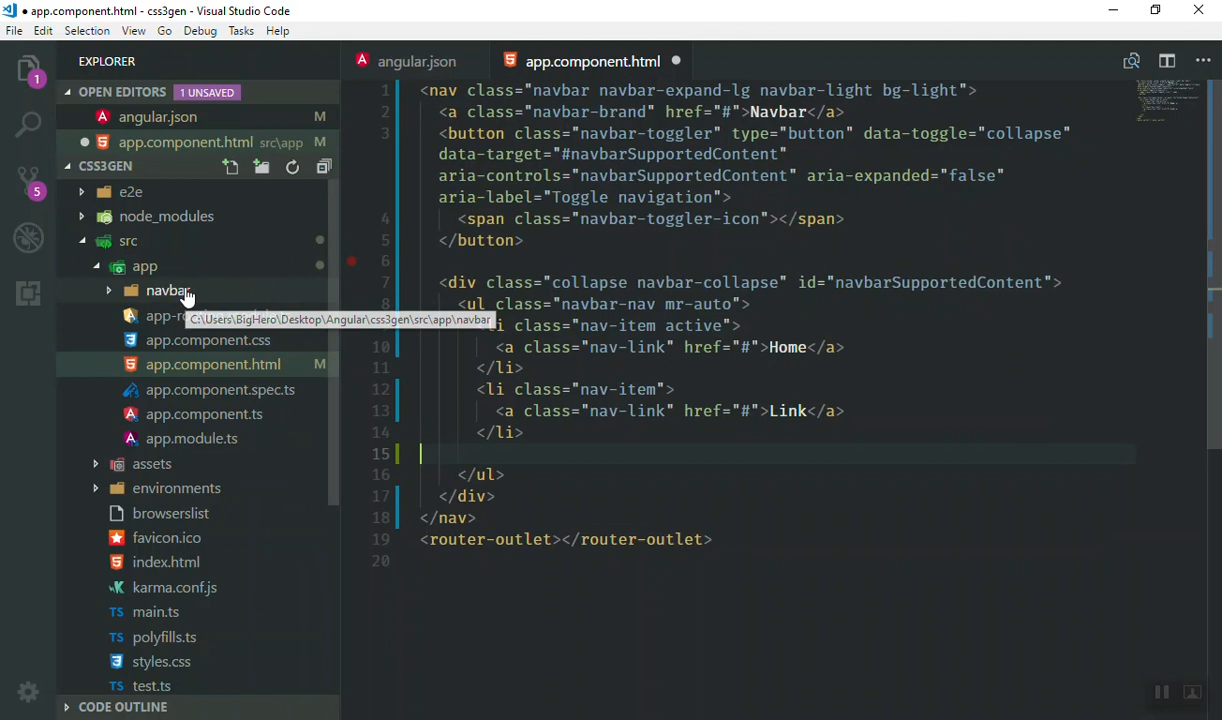 ● app.component.html - css3gen - Visual Studio Code
File Edit Selection View Go Debug Tasks Help
EXPLORER
OPEN EDITORS 1 UNSAVED
angular.json M
● app.component.html src\app M
CSS3GEN
e2e
node_modules
src
app
navbar
C:\Users\BigHero\Desktop\Angular\css3gen\src\app\navbar
app.component.css
app.component.html M
app.component.spec.ts
app.component.ts
app.module.ts
assets
environments
browserslist
favicon.ico
index.html
karma.conf.js
TS main.ts
TS polyfills.ts
styles.css
TS test.ts
CODE OUTLINE
1
5
angular.json app.component.html ●
1 <nav class="navbar navbar-expand-lg navbar-light bg-light">
2 <a class="navbar-brand" href="#">Navbar</a>
3 <button class="navbar-toggler" type="button" data-toggle="collapse"
data-target="#navbarSupportedContent"
aria-controls="navbarSupportedContent" aria-expanded="false"
aria-label="Toggle navigation">
4 <span class="navbar-toggler-icon"></span>
5 </button>
6
7 <div class="collapse navbar-collapse" id="navbarSupportedContent">
8 <ul class="navbar-nav mr-auto">
class="nav-item active">
10 <a class="nav-link" href="#">Home</a>
11 </li>
12 <li class="nav-item">
13 <a class="nav-link" href="#">Link</a>
14 </li>
15
16 </ul>
17 </div>
18 </nav>
19 <router-outlet></router-outlet>
20